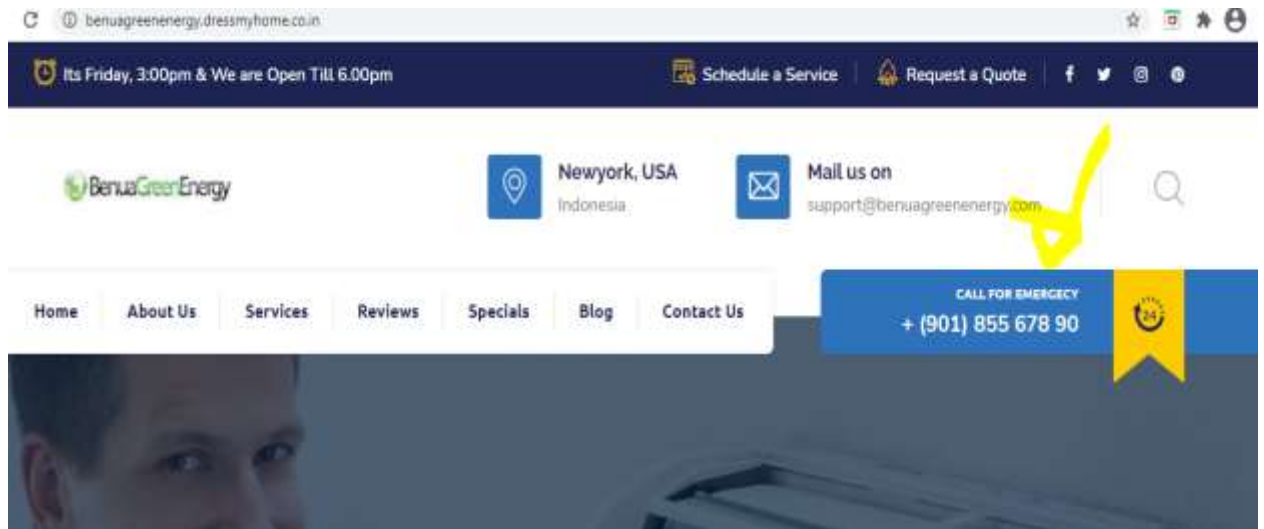 benuagreenenergy.dressmyhome.co.in
Its Friday, 3:00pm & We are Open Till 6.00pm
Schedule a Service
Request a Quote
BenuaGreenEnergy
Newyork, USA
Indonesia
Mail us on
support@benuagreenenergy.com
Home About Us Services Reviews Specials Blog Contact Us
CALL FOR EMERGECY
+ (901) 855 678 90
24